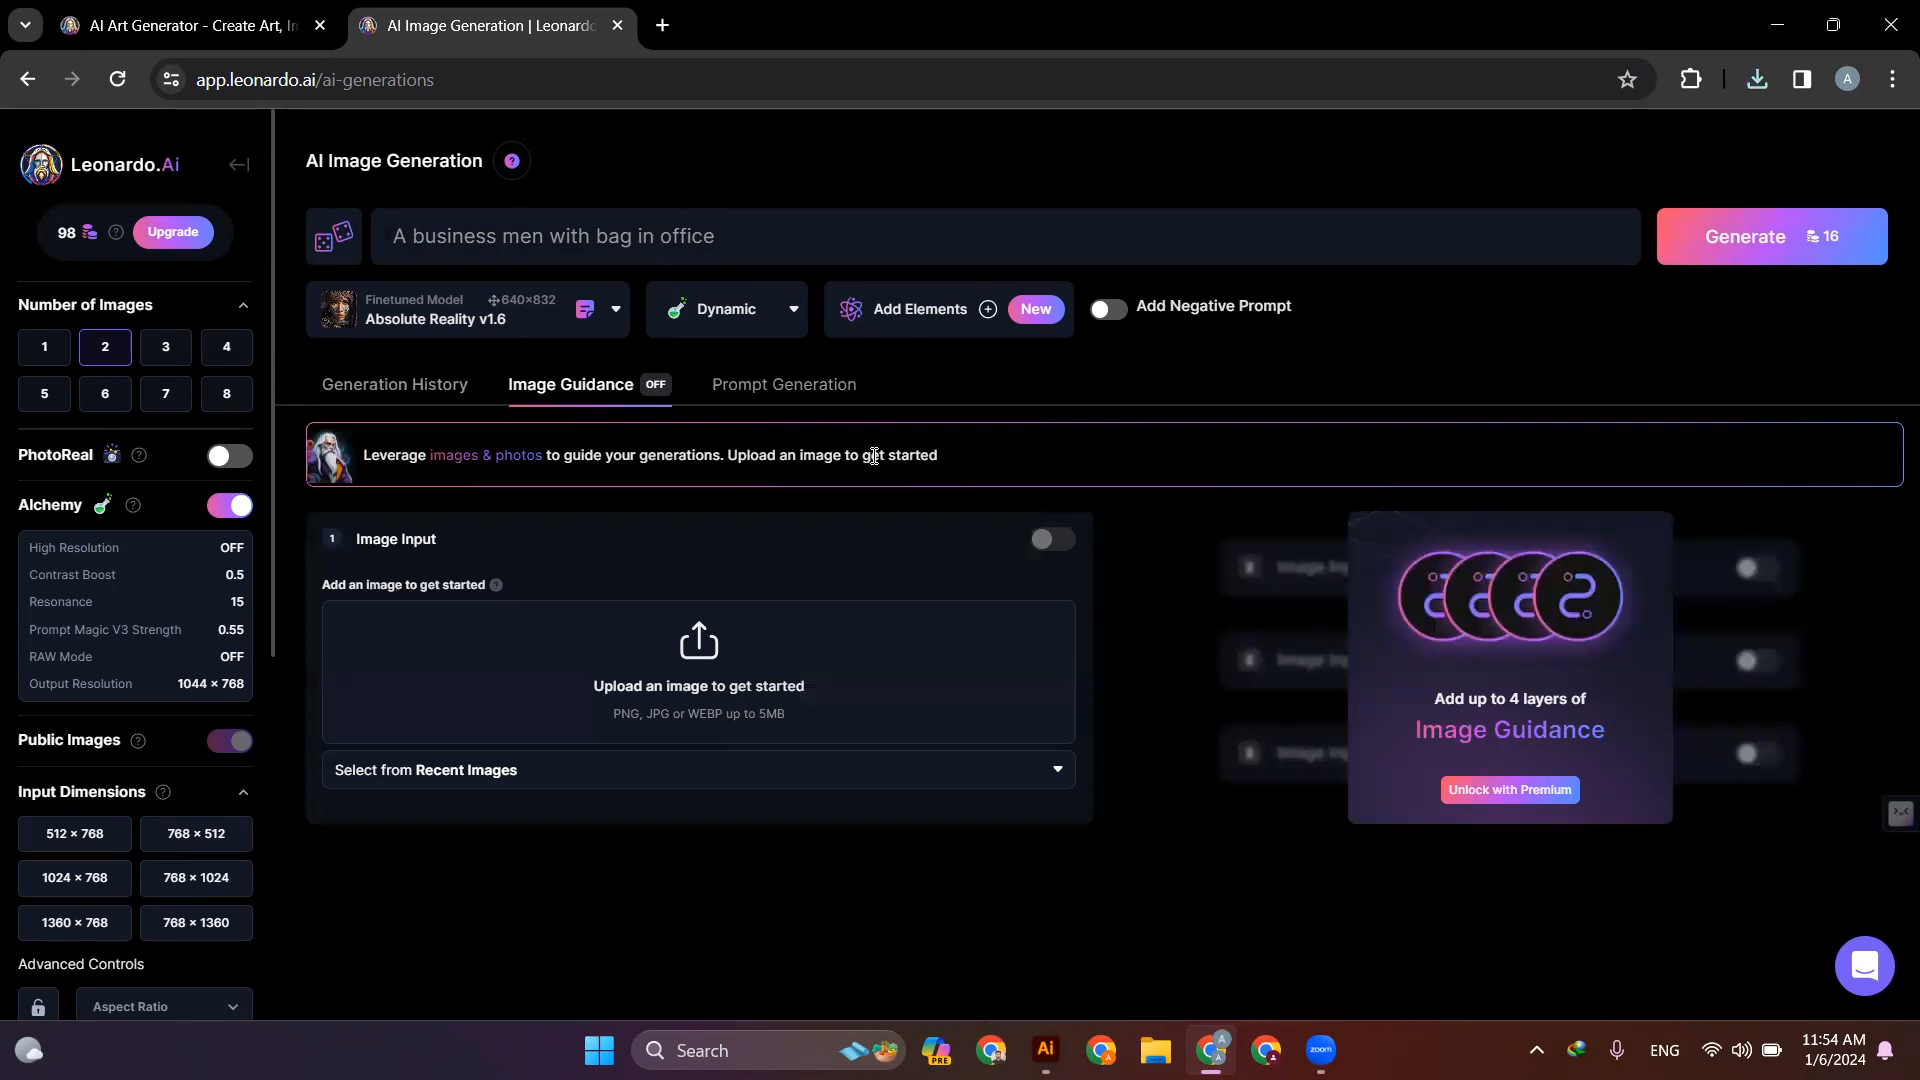 AI Art Generator - Create Art, In
AI Image Generation | Leonardo
app.leonardo.ai/ai-generations
A
Leonardo.Ai
98
Upgrade
Number of Images
1
2
3
4
5
6
7
8
PhotoReal
Alchemy
High Resolution OFF
Contrast Boost 0.5
Resonance 15
Prompt Magic V3 Strength 0.55
RAW Mode OFF
Output Resolution 1044 × 768
Public Images
Input Dimensions
512 × 768
768 × 512
1024 × 768
768 × 1024
1360 × 768
768 × 1360
Advanced Controls
Aspect Ratio
AI Image Generation ?
A business men with bag in office
Generate 16
Finetuned Model 640×832
Absolute Reality v1.6
Dynamic
Add Elements
New
Add Negative Prompt
Generation History
Image Guidance OFF
Prompt Generation
Leverage images & photos to guide your generations. Upload an image to get started
1 Image Input
Add an image to get started
Upload an image to get started
PNG, JPG or WEBP up to 5MB
Select from Recent Images
Add up to 4 layers of
Image Guidance
Unlock with Premium
Search
PRE
Ai
zoom
ENG
11:54 AM
1/6/2024